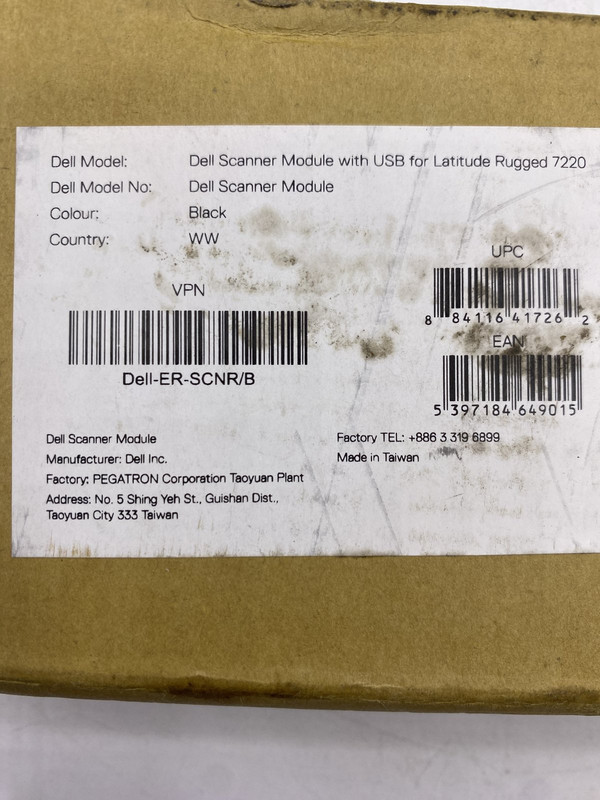 Dell Model: Dell Scanner Module with USB for Latitude Rugged 7220
Dell Model No: Dell Scanner Module
Colour: Black
Country: WW
VPN
Dell-ER-SCNR/B
UPC
8 84116 41726 2
EAN
5 397184 649015
Dell Scanner Module
Manufacturer: Dell Inc.
Factory: PEGATRON Corporation Taoyuan Plant
Address: No. 5 Shing Yeh St., Guishan Dist.,
Taoyuan City 333 Taiwan
Factory TEL: +886 3 319 6899
Made in Taiwan